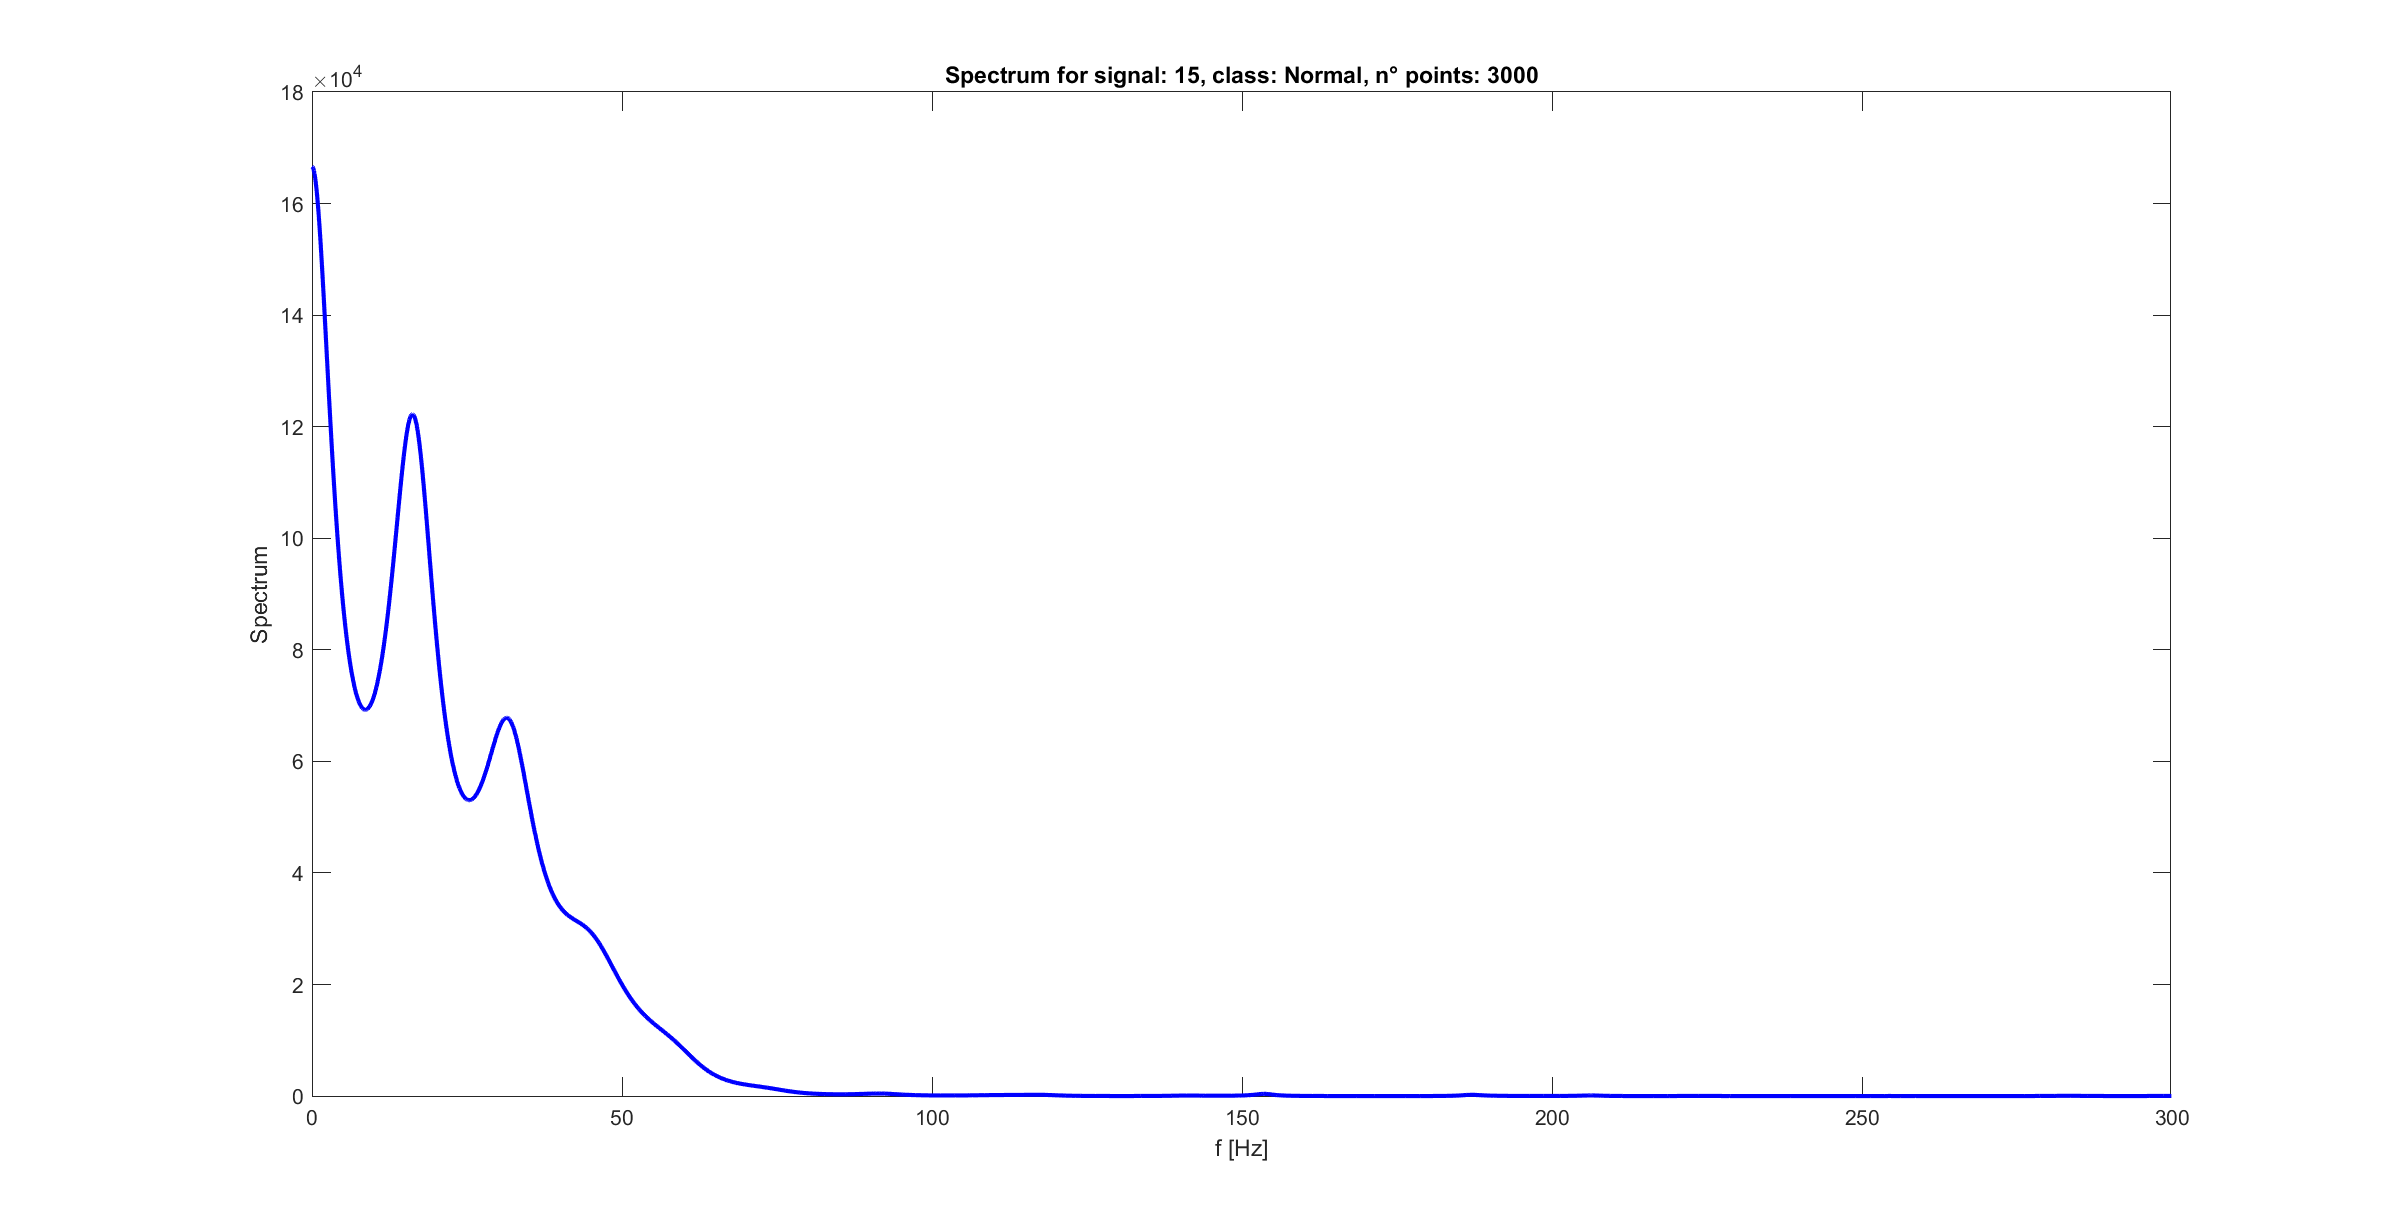 ×10⁴
Spectrum for signal: 15, class: Normal, n° points: 3000
18
16
14
12
10
8
6
4
2
0
Spectrum
0 50 100 150 200 250 300
f [Hz]